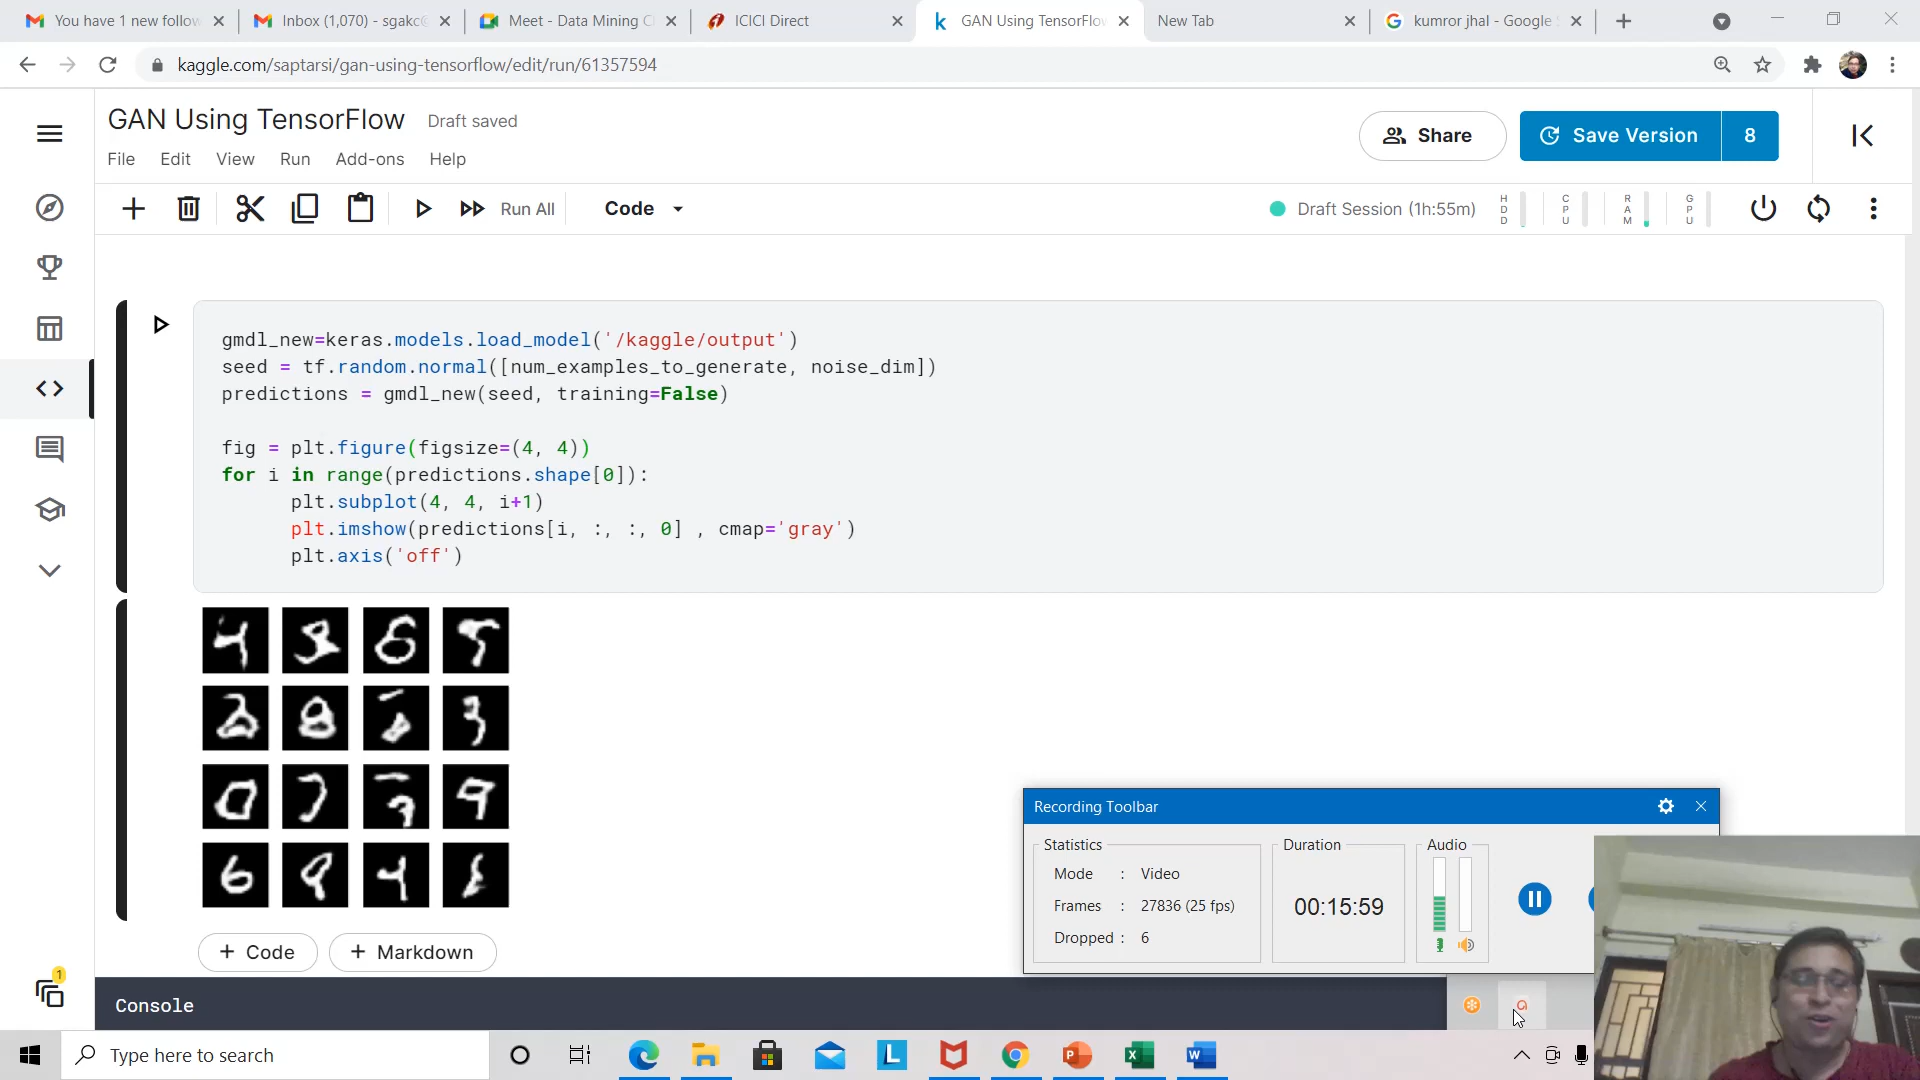 You have 1 new follow
Inbox (1,070) - sgakc@
Meet - Data Mining C
ICICI Direct
GAN Using TensorFlo
New Tab
kumror jhal - Google
kaggle.com/saptarsi/gan-using-tensorflow/edit/run/61357594
GAN Using TensorFlow
Draft saved
Share
Save Version
8
File Edit View Run Add-ons Help
Run All
Code
Draft Session (1h:55m)
HDD
CPU
RAM
GPU
gmdl_new=keras.models.load_model('/kaggle/output')
seed = tf.random.normal([num_examples_to_generate, noise_dim])
predictions = gmdl_new(seed, training=False)
fig = plt.figure(figsize=(4, 4))
for i in range(predictions.shape[0]):
plt.subplot(4, 4, i+1)
plt.imshow(predictions[i, :, :, 0] , cmap='gray')
plt.axis('off')
+ Code
+ Markdown
Recording Toolbar
Statistics
Mode : Video
Frames : 27836 (25 fps)
Dropped : 6
Duration
00:15:59
Audio
1
Console
Type here to search